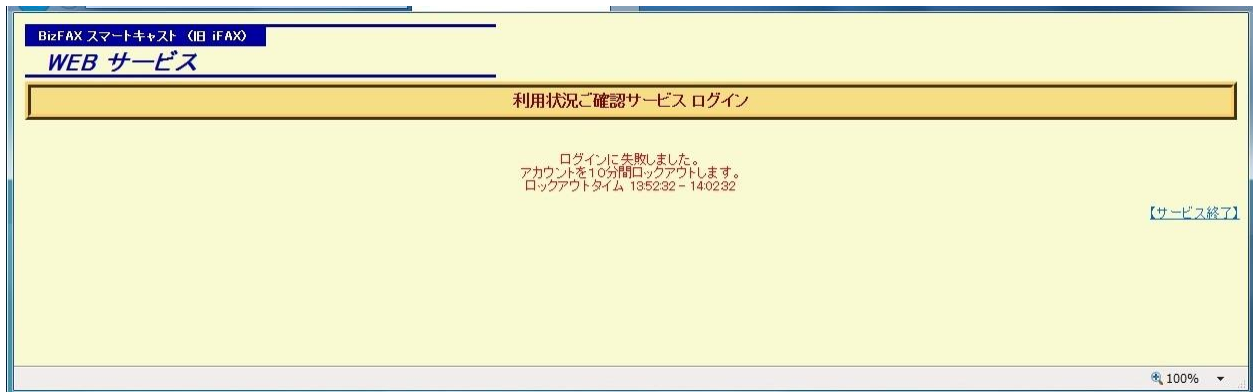 BizFAX スマートキャスト (旧 iFAX)
WEB サービス
利用状況ご確認サービス ログイン
ログインに失敗しました。
アカウントを10分間ロックアウトします。
ロックアウトタイム 13:52:32 - 14:02:32
【サービス終了】
100%